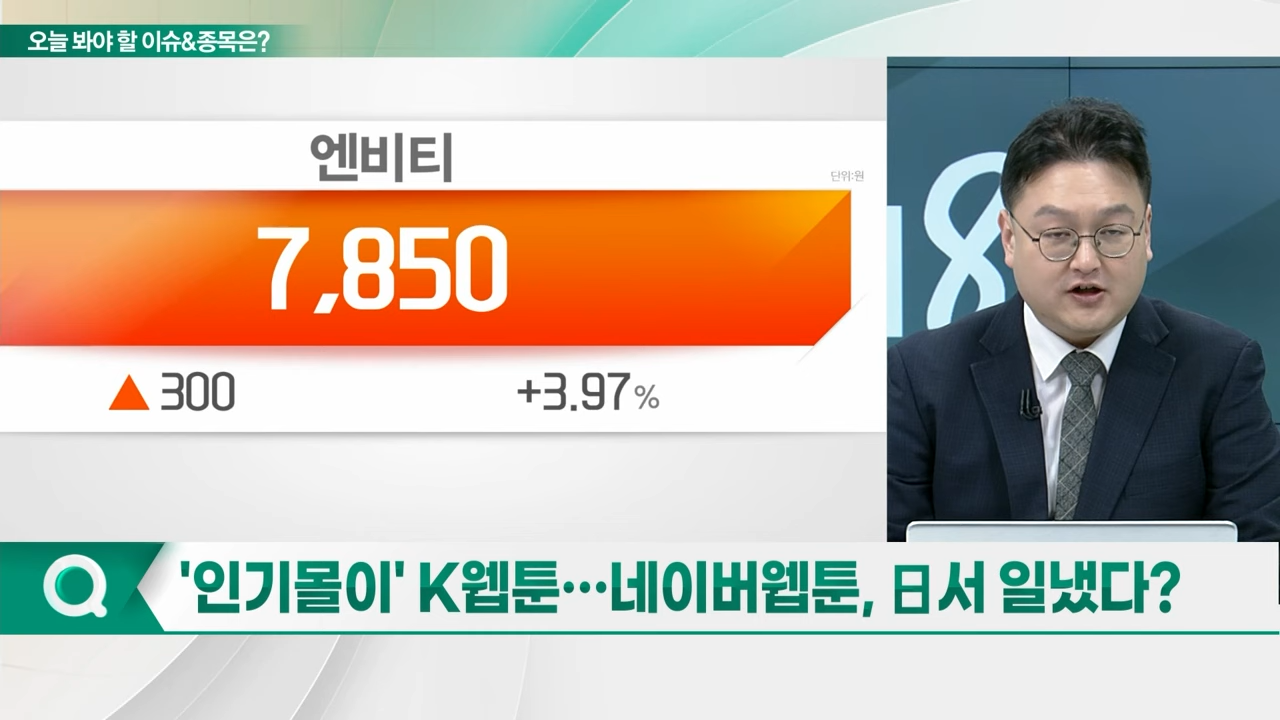 오늘 봐야 할 이슈&종목은?
엔비티
단위:원
7,850
▲300 +3.97%
'인기몰이' K웹툰…네이버웹툰, 日서 일냈다?